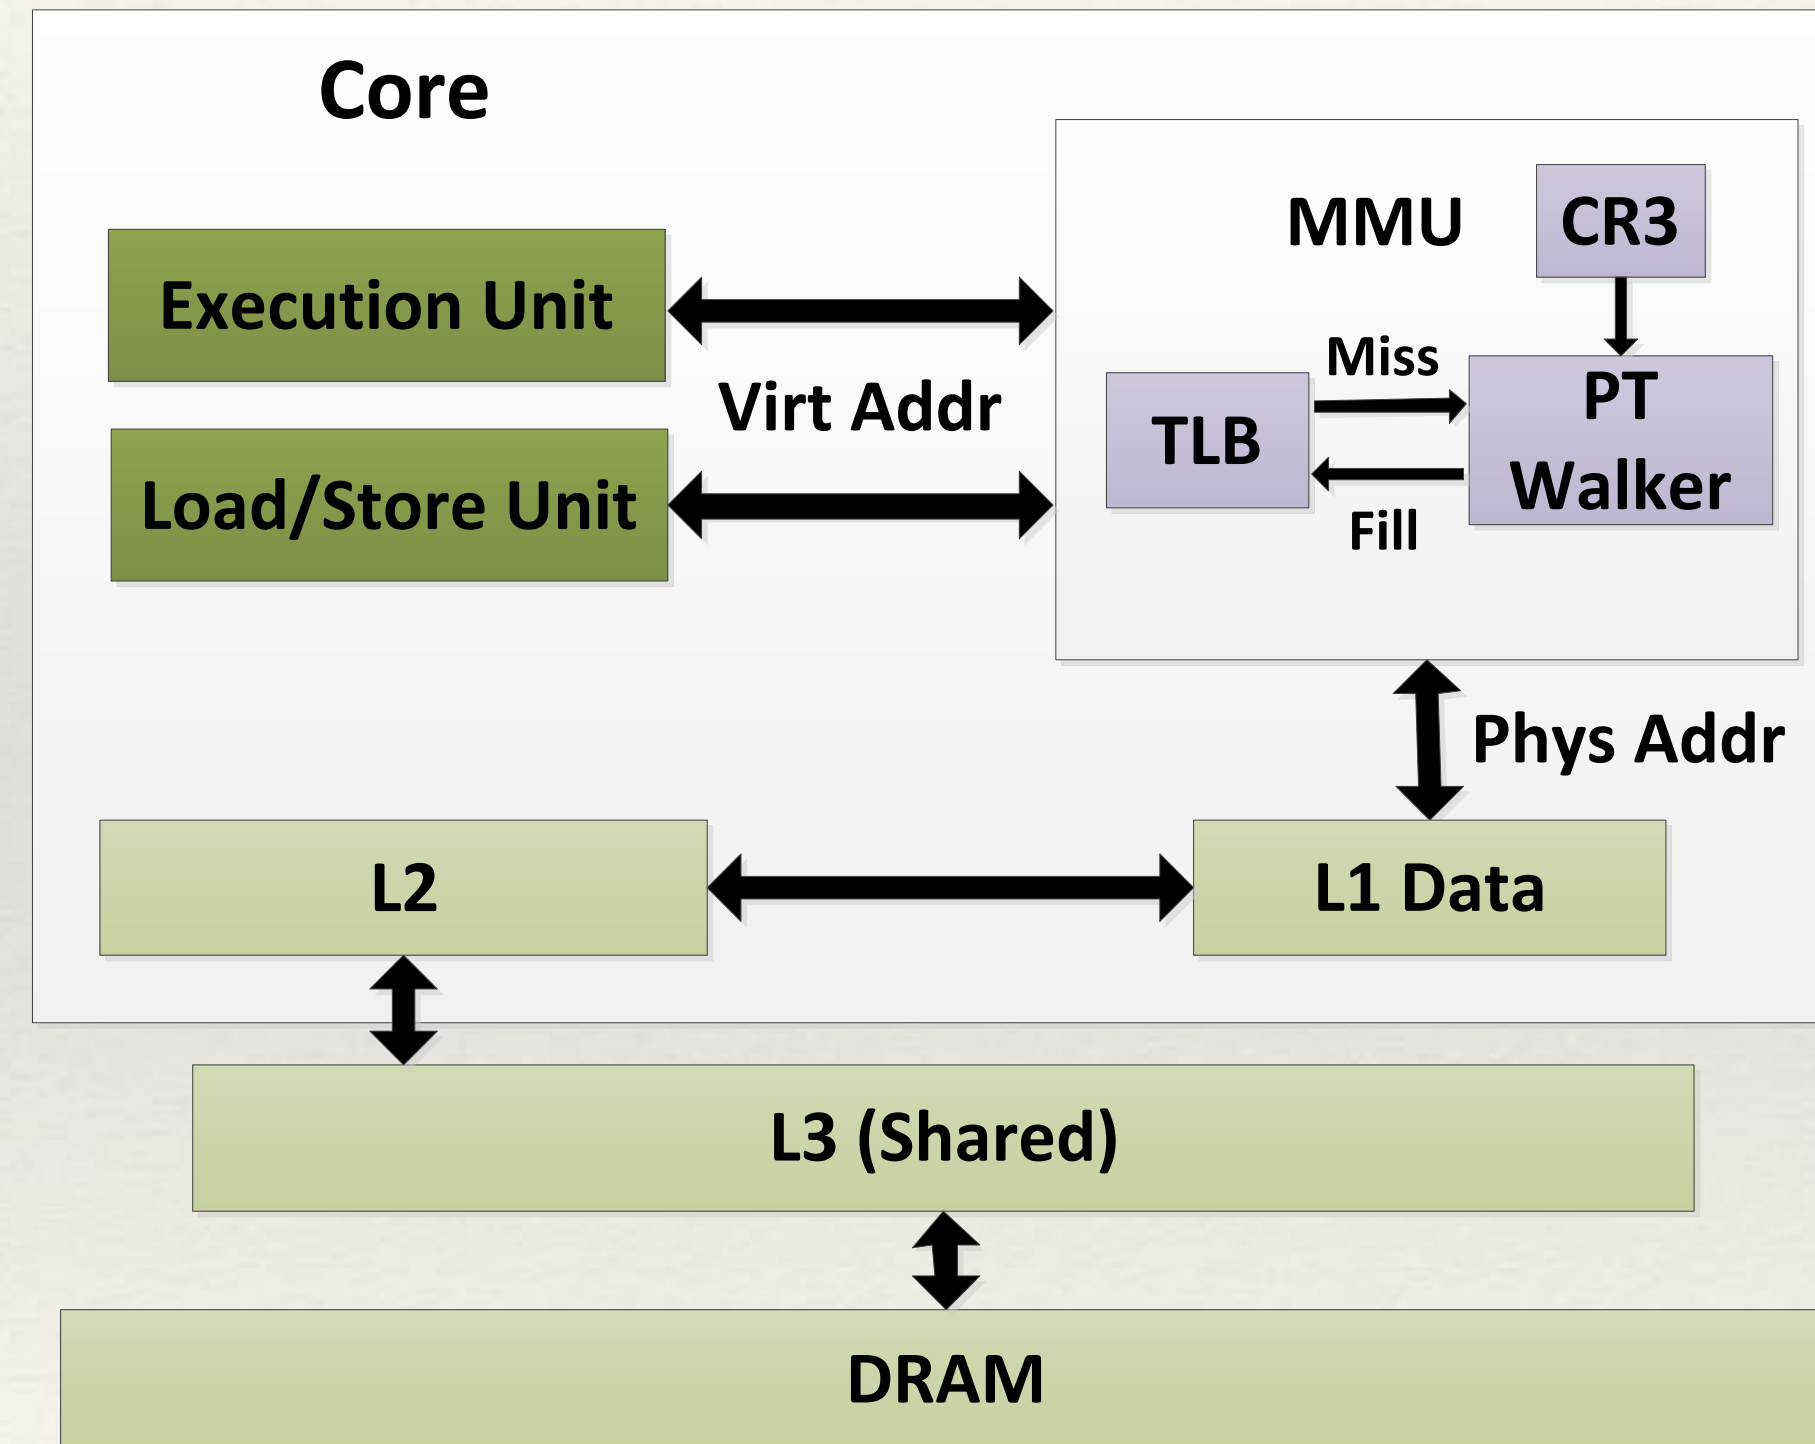 Core
MMU
CR3
Execution Unit
Miss
PT
Walker
Virt Addr
TLB
Load/Store Unit
Fill
Phys Addr
L2
L1 Data
L3 (Shared)
DRAM